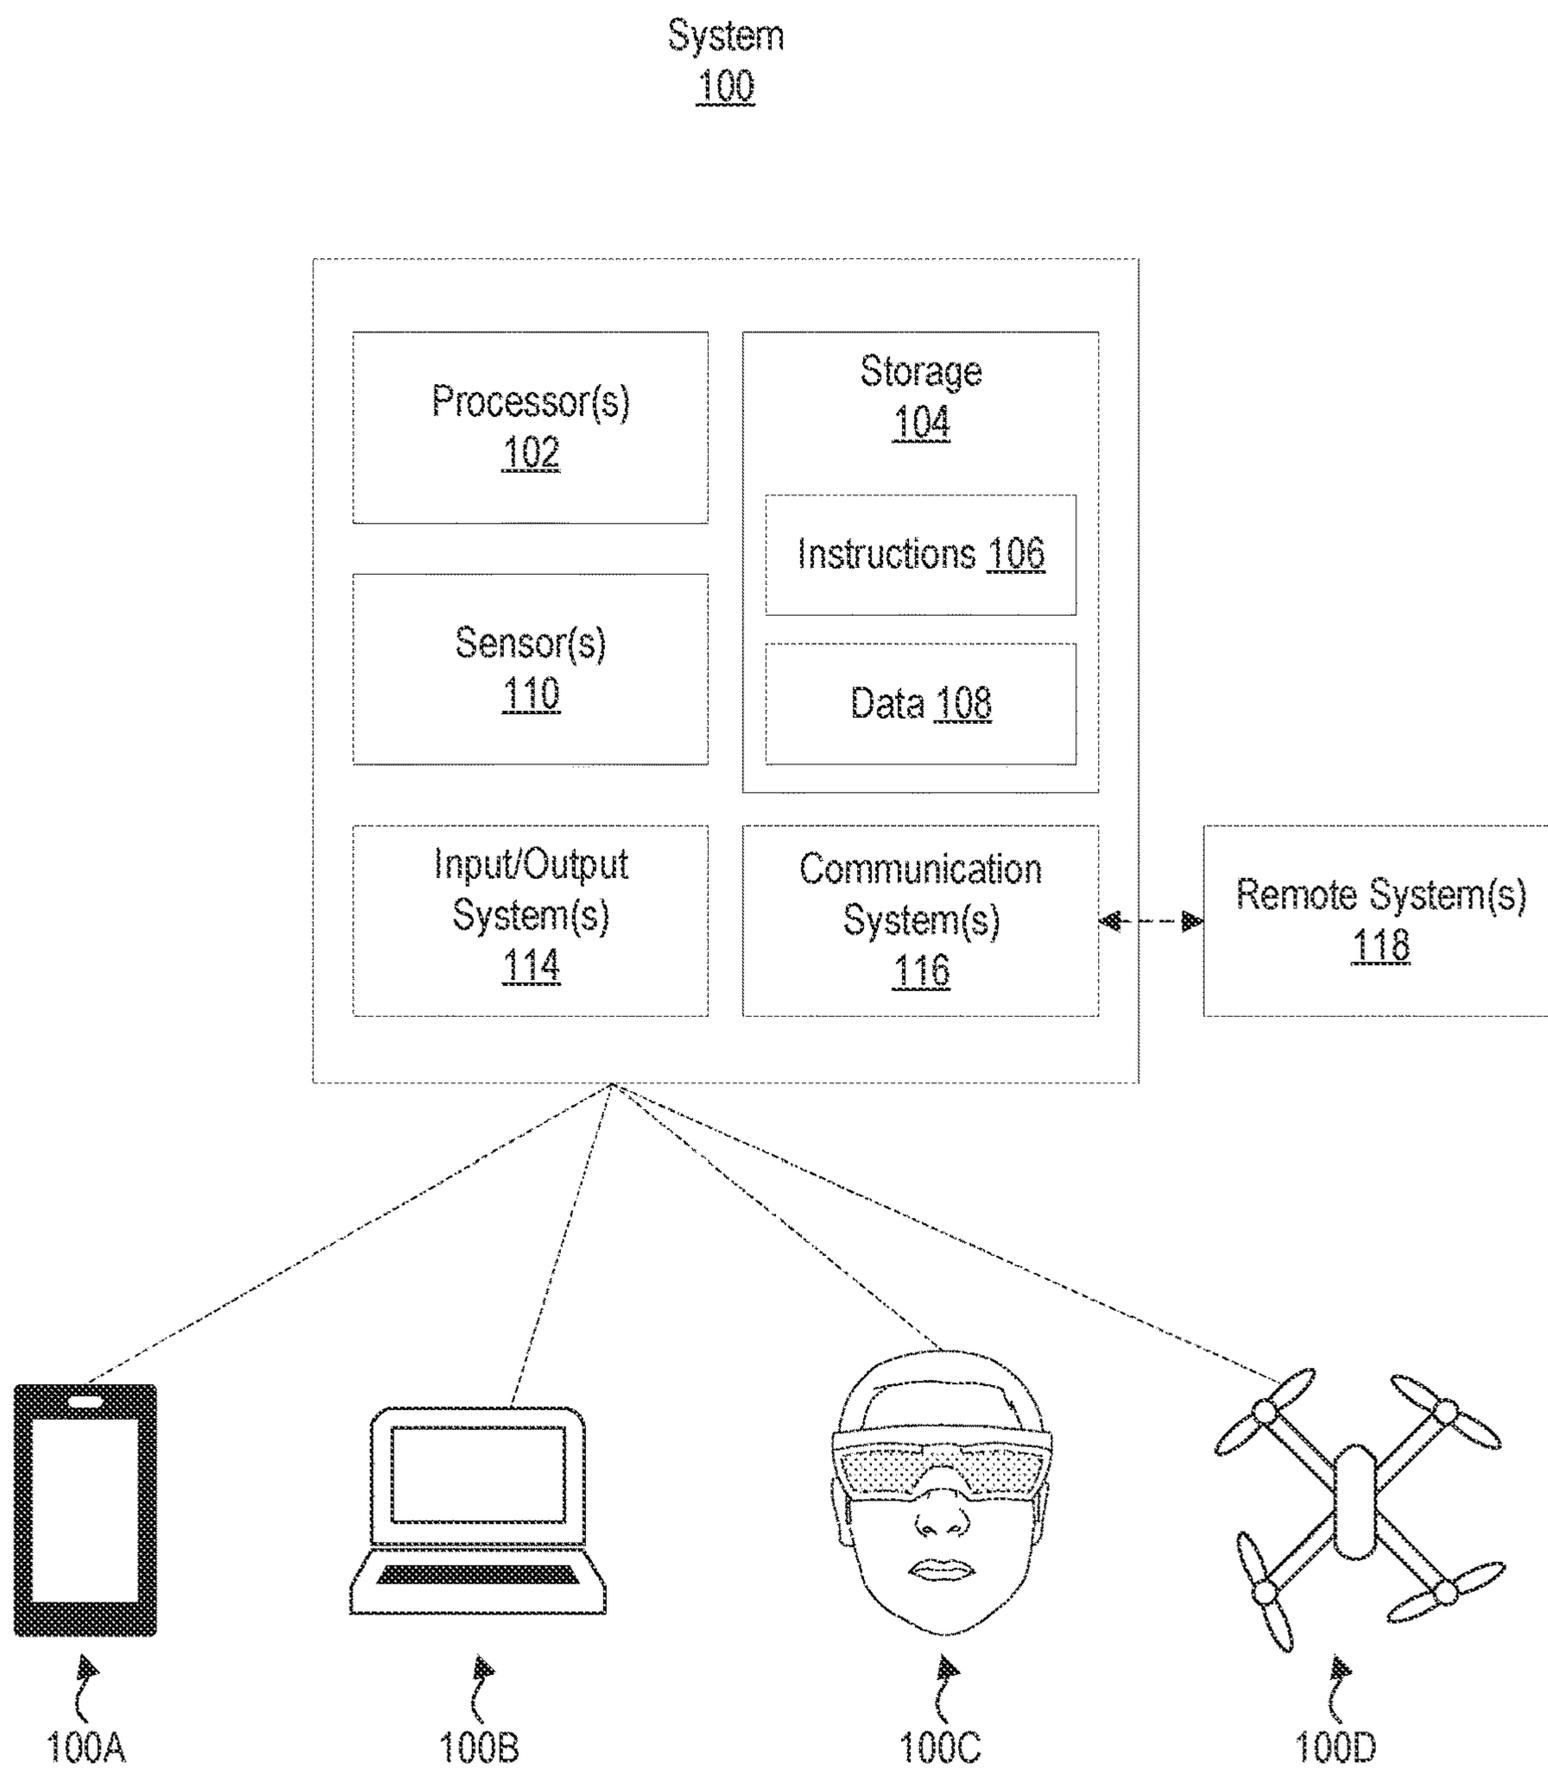 System
100
Processor(s)
102
Storage
104
Instructions 106
Sensor(s)
110
Data 108
Input/Output
System(s)
114
Communication
System(s)
116
Remote System(s)
118
100A
100B
100C
100D